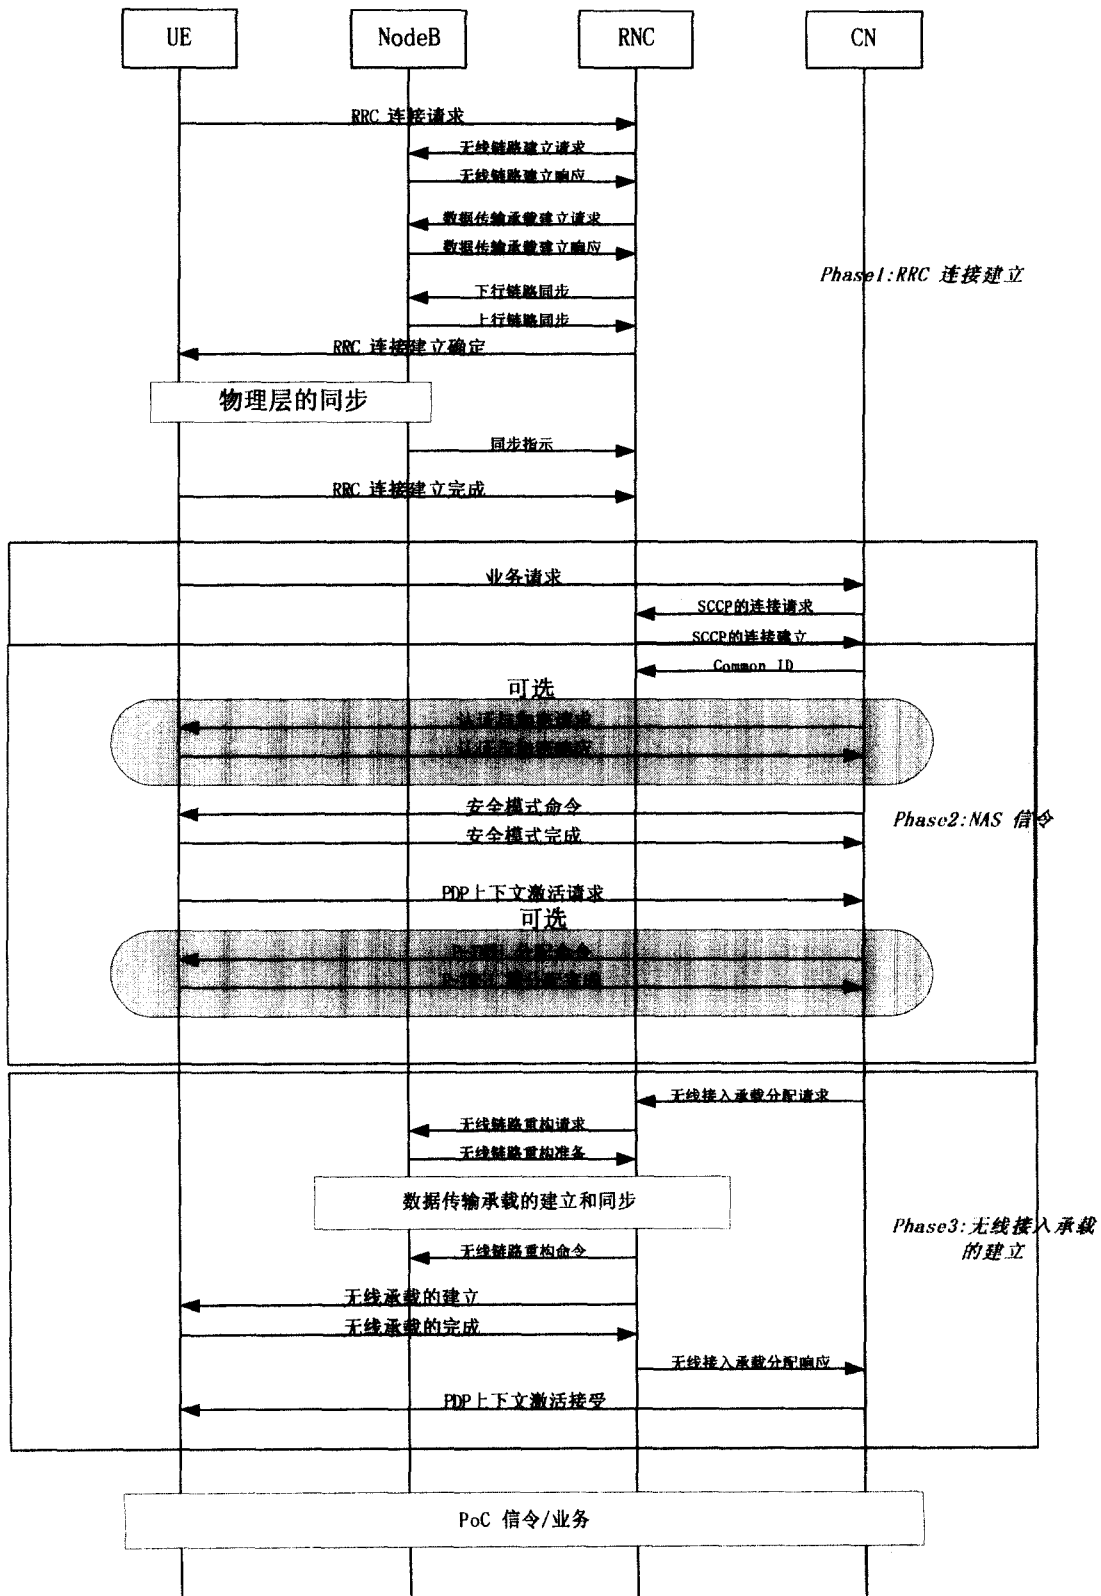 UE
NodeB
RNC
CN
RRC 连接请求
无线链路建立请求
无线链路建立响应
数据传输承载建立请求
数据传输承载建立响应
Phase1:RRC 连接建立
下行链路同步
上行链路同步
RRC 连接建立确定
物理层的同步
同步指示
RRC 连接建立完成
业务请求
SCCP的连接请求
SCCP的连接建立
Common ID
可选
安全模式命令
Phase2:NAS 信令
安全模式完成
PDP上下文激活请求
可选
无线接入承载分配请求
无线链路重构请求
无线链路重构准备
数据传输承载的建立和同步
Phase3:无线接入承载
的建立
无线链路重构命令
无线承载的建立
无线承载的完成
无线接入承载分配响应
PDP上下文激活接受
PoC 信令/业务